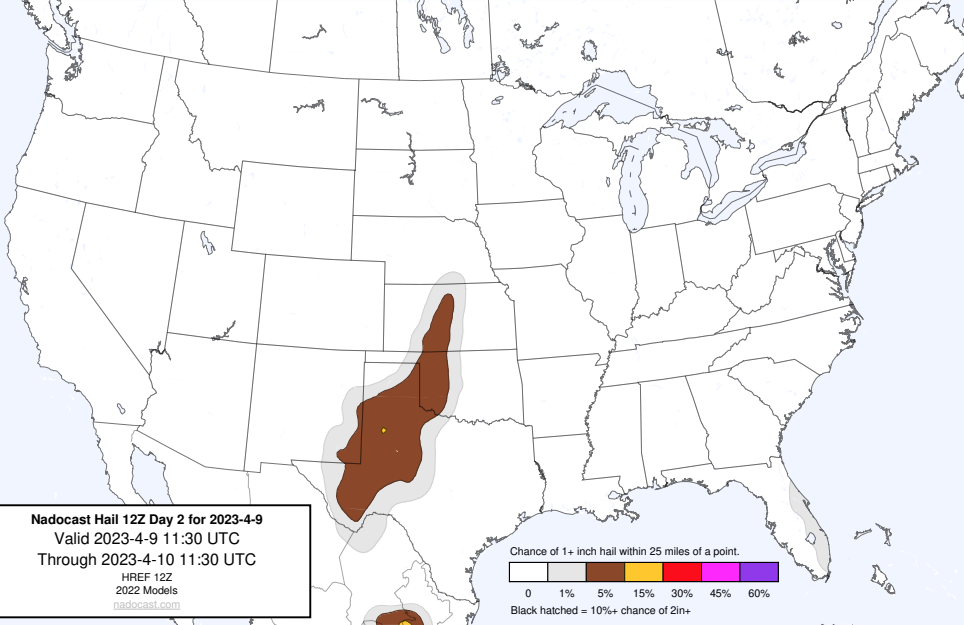 Nadocast Hail 12Z Day 2 for 2023-4-9
Valid 2023-4-9 11:30 UTC
Through 2023-4-10 11:30 UTC
HREF 12Z
2022 Models
nadocast.com
Chance of 1+ inch hail within 25 miles of a point.
0 1% 5% 15% 30% 45% 60%
Black hatched = 10%+ chance of 2in+